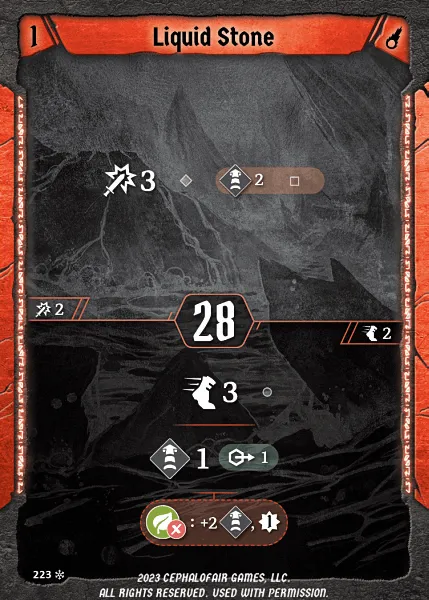 1
Liquid Stone
3
2
2
28
2
3
1
1
: +2 ,
223
2023 CEPHALOFAIR GAMES, LLC.
ALL RIGHTS RESERVED. USED WITH PERMISSION.